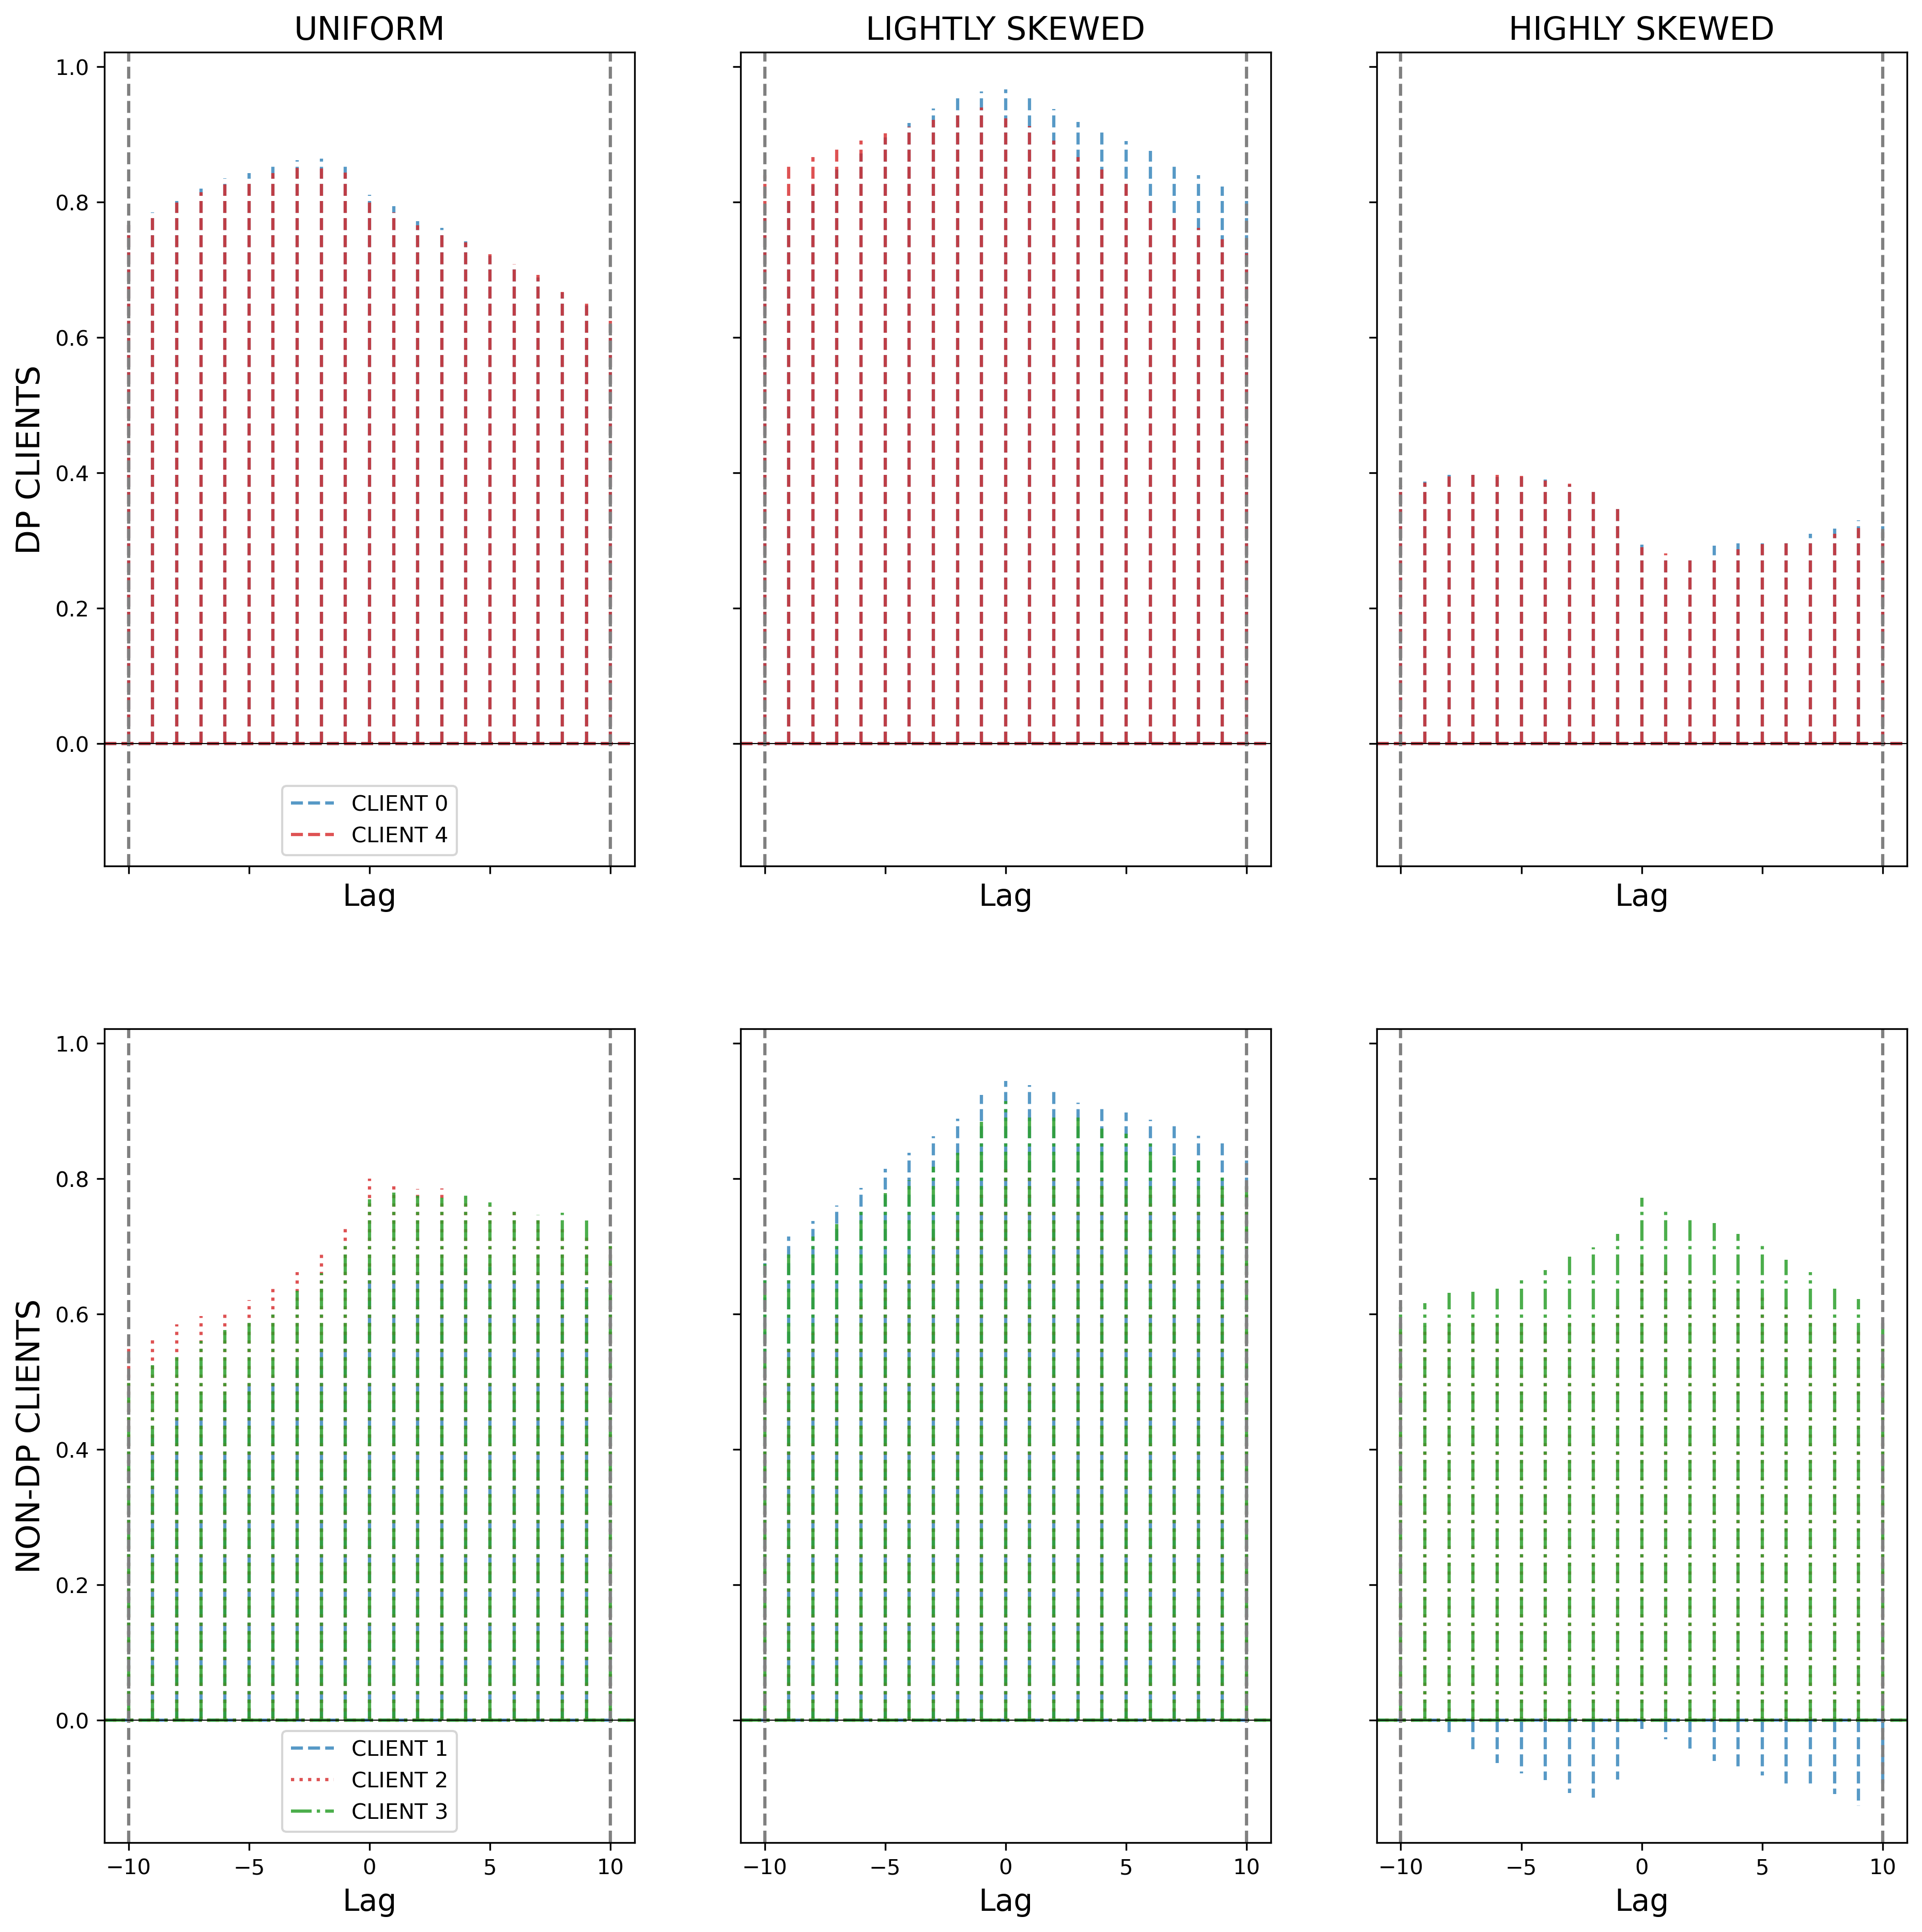 UNIFORM
LIGHTLY SKEWED
HIGHLY SKEWED
DP CLIENTS
1.0
0.8
0.6
0.4
0.2
0.0
CLIENT 0
CLIENT 4
Lag
Lag
Lag
NON-DP CLIENTS
1.0
0.8
0.6
0.4
0.2
0.0
CLIENT 1
CLIENT 2
CLIENT 3
−10 −5 0 5 10
−10 −5 0 5 10
−10 −5 0 5 10
Lag
Lag
Lag